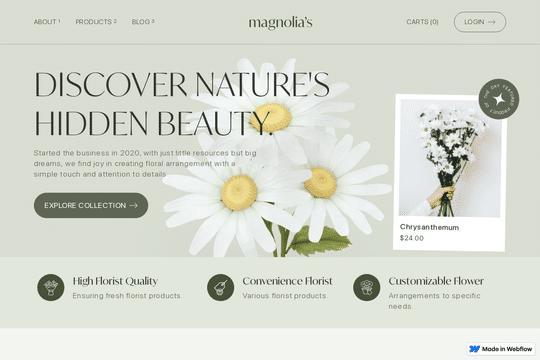 ABOUT 1
PRODUCTS 2
BLOG 3
magnolia's
CARTS (0)
LOGIN →
DISCOVER NATURE'S
HIDDEN BEAUTY.
Started the business in 2020, with just little resources but big
dreams, we find joy in creating floral arrangement with a
simple touch and attention to details
EXPLORE COLLECTION →
Chrysanthemum
$24.00
High Florist Quality
Ensuring fresh florist products.
Convenience Florist
Various florist products.
Customizable Flower
Arrangements to specific
needs.
Made in Webflow